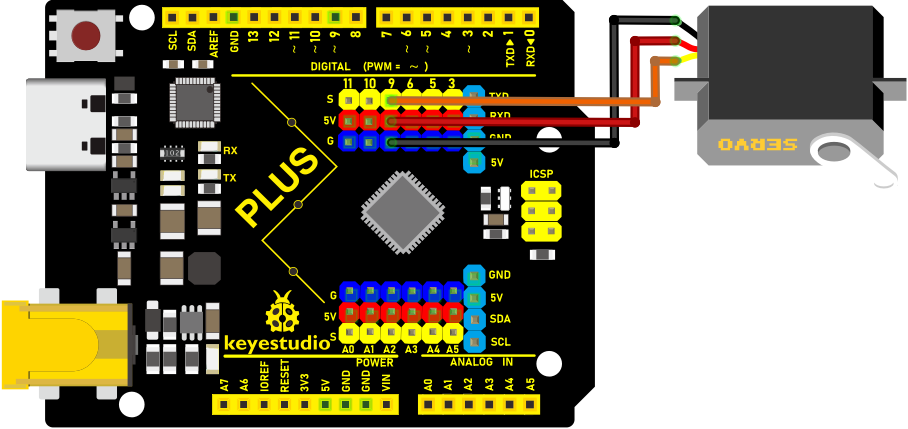 SCL SDA AREF GND 13 12 ~11 ~10 ~9 8 7 ~6 ~5 4 ~3 2 TXD▶1 RXD◀0
DIGITAL (PWM = ~ )
11 10 9 6 5 3
S
5V
G
TXD
RXD
GND
5V
RX
TX
PLUS
ICSP
SERVO
G
5V
S
GND
5V
SDA
SCL
keyestudio
A0 A1 A2 A3 A4 A5
POWER
ANALOG IN
A7 A6 IOREF RESET 3V3 5V GND GND VIN
A0 A1 A2 A3 A4 A5